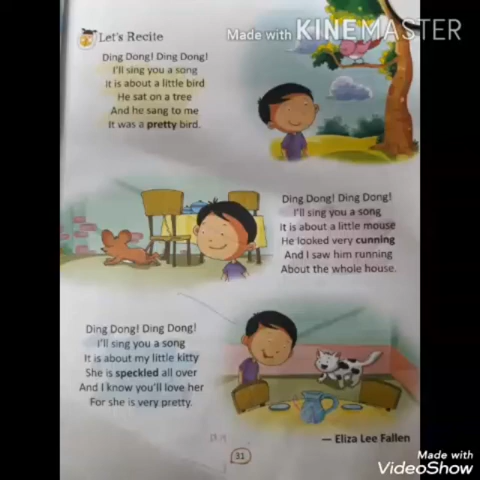 Let's Recite
Made with KINEMASTER
Ding Dong! Ding Dong!
I'll sing you a song
It is about a little bird
He sat on a tree
And he sang to me
It was a pretty bird.
Ding Dong! Ding Dong!
I'll sing you a song
It is about a little mouse
He looked very cunning
And I saw him running
About the whole house.
Ding Dong! Ding Dong!
I'll sing you a song
It is about my little kitty
She is speckled all over
And I know you'll love her
For she is very pretty.
— Eliza Lee Fallen
31
Made with
VideoShow